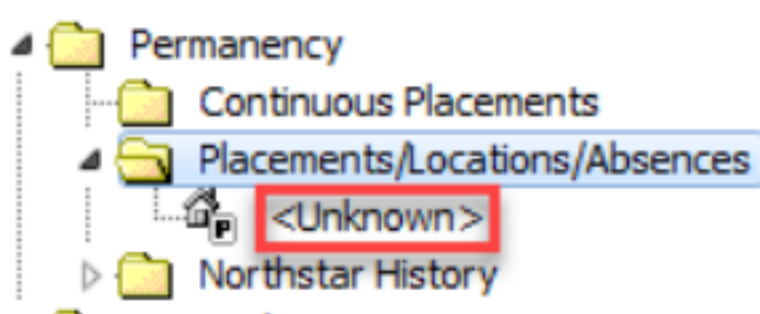 Permanency
Continuous Placements
Placements/Locations/Absences
P <Unknown>
Northstar History